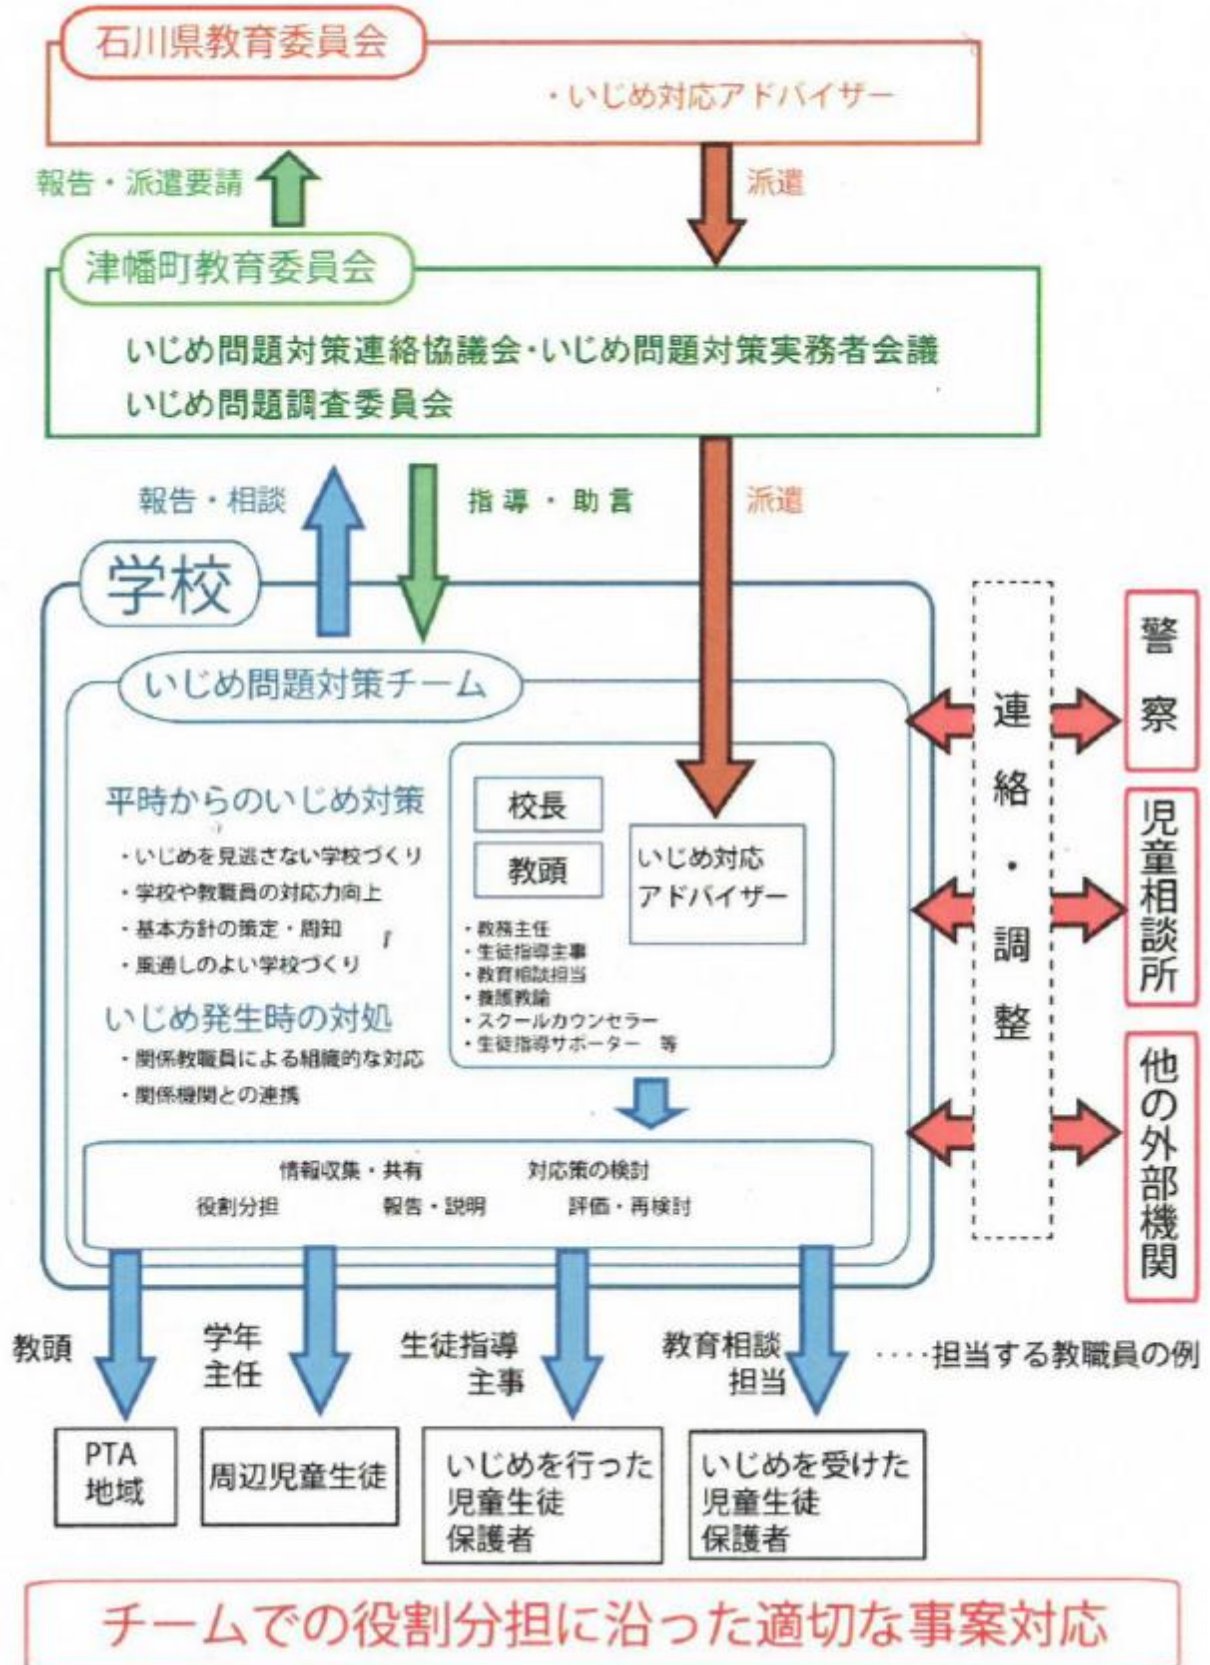 石川県教育委員会
・いじめ対応アドバイザー
報告・派遣要請
派遣
津幡町教育委員会
いじめ問題対策連絡協議会・いじめ問題対策実務者会議
いじめ問題調査委員会
報告・相談
指導・助言
派遣
学校
いじめ問題対策チーム
平時からのいじめ対策
・いじめを見逃さない学校づくり
・学校や教職員の対応力向上
・基本方針の策定・周知
・風通しのよい学校づくり
いじめ発生時の対処
・関係教職員による組織的な対応
・関係機関との連携
校長
教頭
・教務主任
・生徒指導主事
・教育相談担当
・養護教諭
・スクールカウンセラー
・生徒指導サポーター 等
いじめ対応
アドバイザー
情報収集・共有 対応策の検討
役割分担 報告・説明 評価・再検討
連絡・調整
警察
児童相談所
他の外部機関
教頭
学年
主任
生徒指導
主事
教育相談
担当
‥‥担当する教職員の例
PTA
地域
周辺児童生徒
いじめを行った
児童生徒
保護者
いじめを受けた
児童生徒
保護者
チームでの役割分担に沿った適切な事案対応